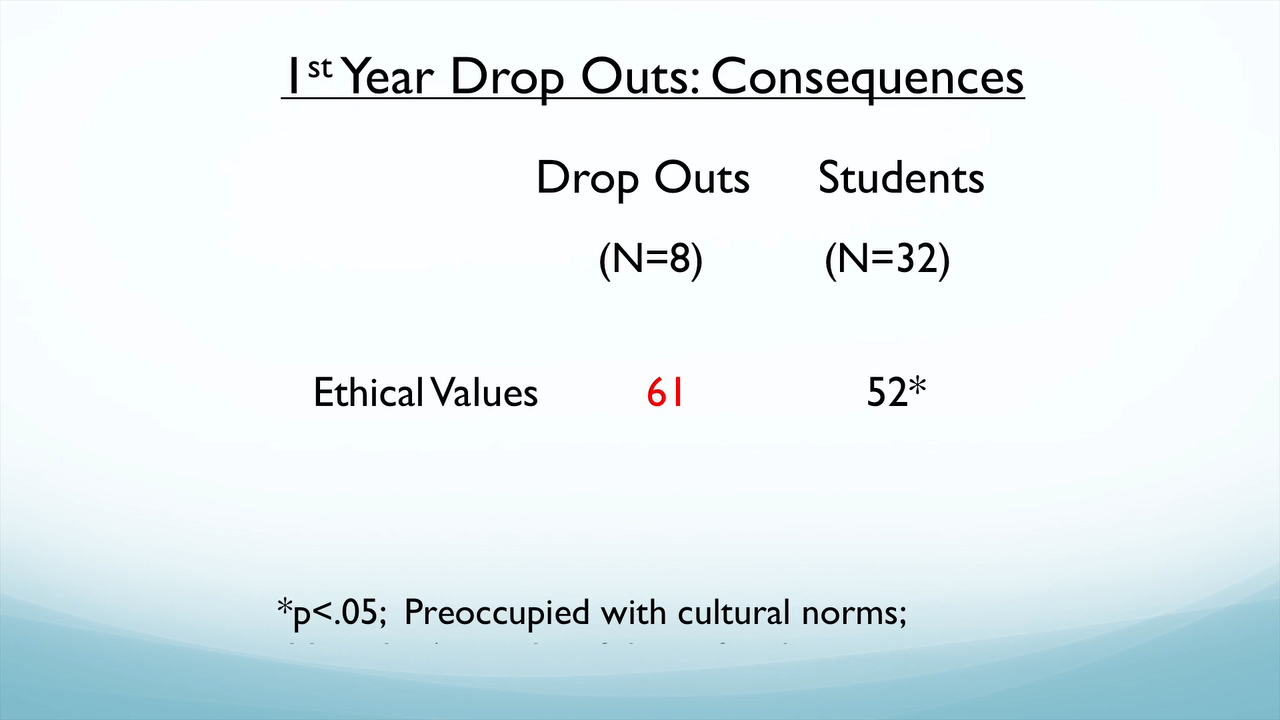 1st Year Drop Outs: Consequences
Drop Outs Students
(N=8) (N=32)
Ethical Values 61 52*
*p<.05; Preoccupied with cultural norms;